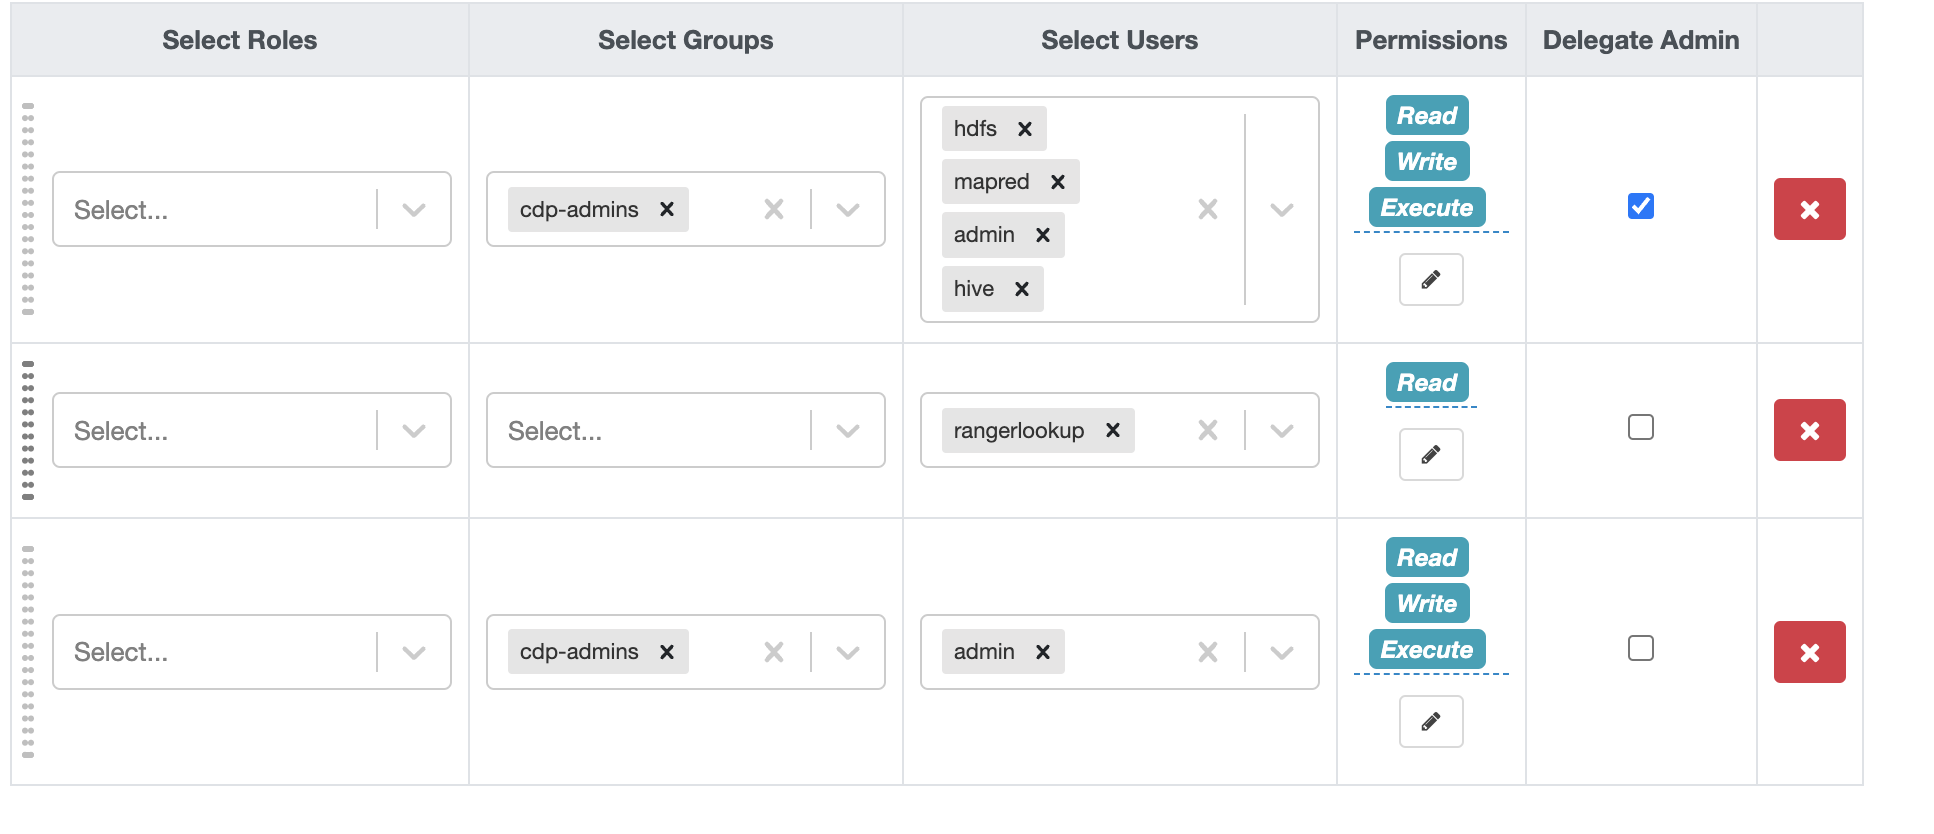 Select Roles Select Groups Select Users Permissions Delegate Admin
Select... cdp-admins hdfs Read
mapred Write
admin Execute
hive
Select... Select... rangerlookup Read
Select... cdp-admins admin Read
Write
Execute